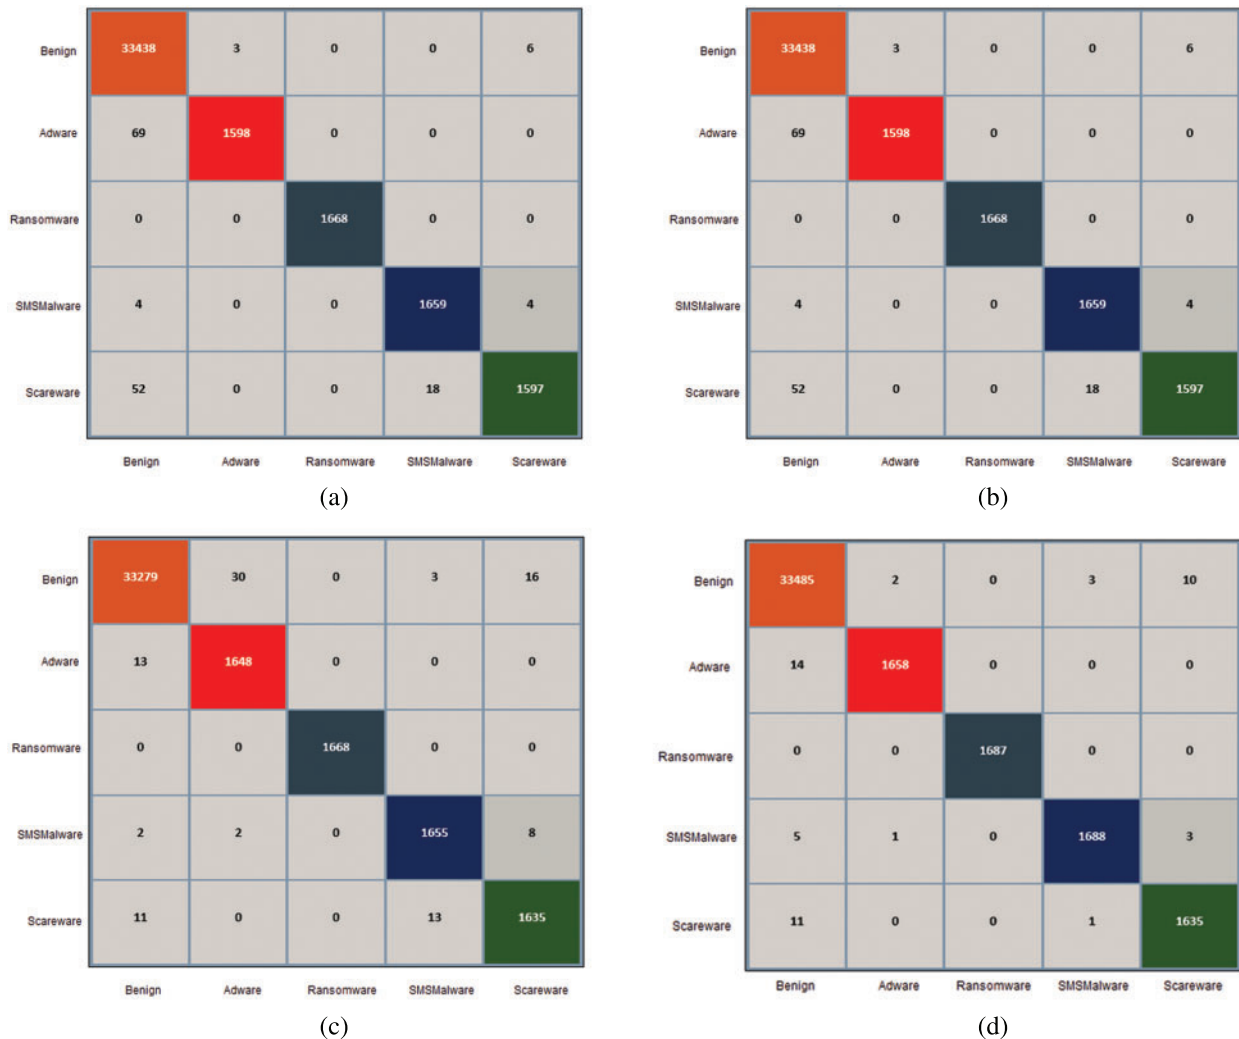 Benign 33438 3 0 0 6
Adware 69 1598 0 0 0
Ransomware 0 0 1668 0 0
SMSMalware 4 0 0 1659 4
Scareware 52 0 0 18 1597
Benign Adware Ransomware SMSMalware Scareware
(a)
Benign 33438 3 0 0 6
Adware 69 1598 0 0 0
Ransomware 0 0 1668 0 0
SMSMalware 4 0 0 1659 4
Scareware 52 0 0 18 1597
Benign Adware Ransomware SMSMalware Scareware
(b)
Benign 33279 30 0 3 16
Adware 13 1648 0 0 0
Ransomware 0 0 1668 0 0
SMSMalware 2 2 0 1655 8
Scareware 11 0 0 13 1635
Benign Adware Ransomware SMSMalware Scareware
(c)
Benign 33485 2 0 3 10
Adware 14 1658 0 0 0
Ransomware 0 0 1687 0 0
SMSMalware 5 1 0 1688 3
Scareware 11 0 0 1 1635
Benign Adware Ransomware SMSMalware Scareware
(d)